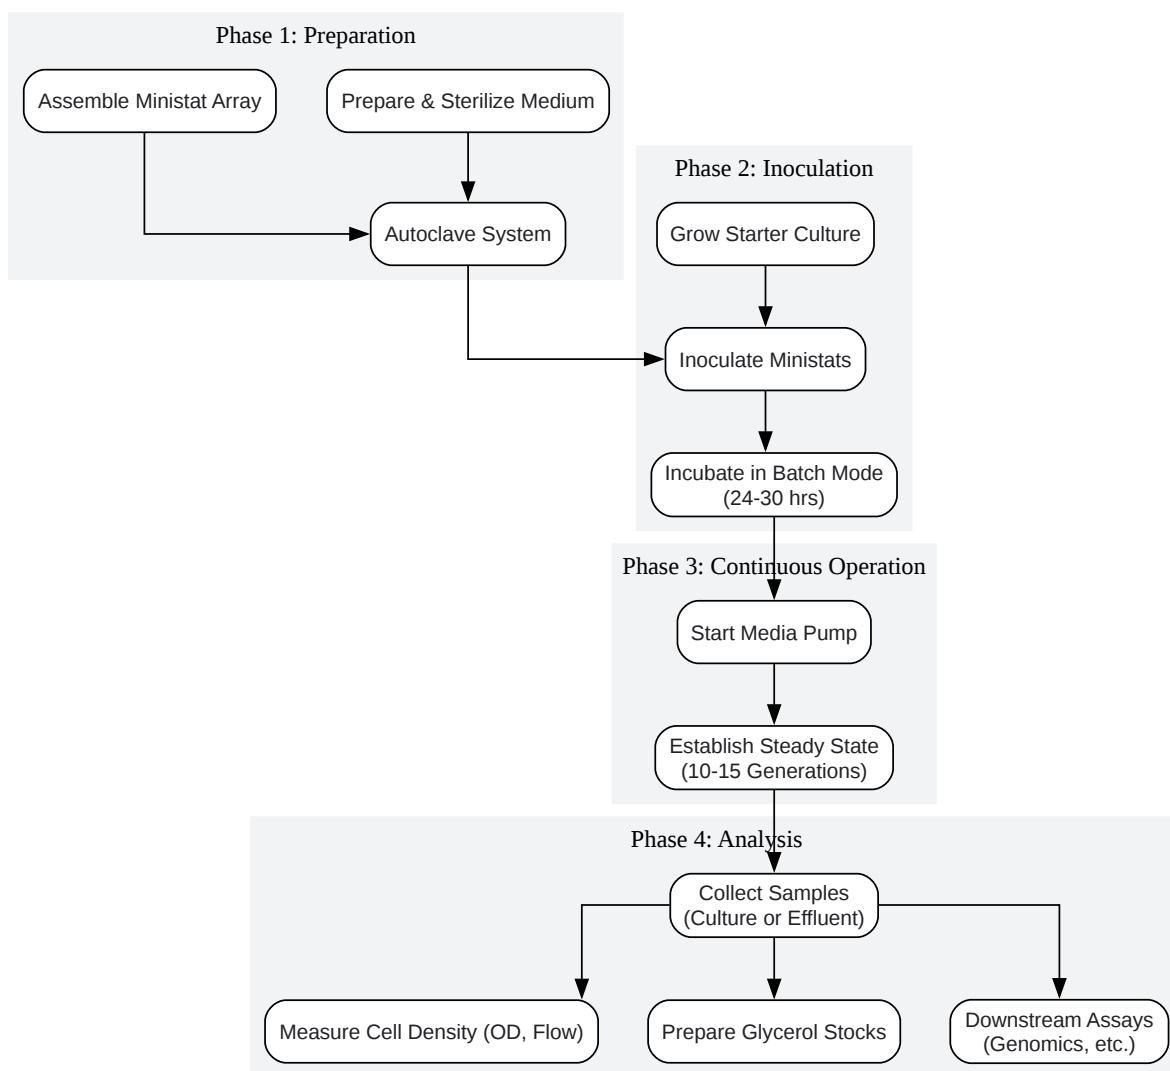 Phase 1: Preparation
Assemble Ministat Array
Prepare & Sterilize Medium
Autoclave System
Phase 2: Inoculation
Grow Starter Culture
Inoculate Ministats
Incubate in Batch Mode
(24-30 hrs)
Phase 3: Continuous Operation
Start Media Pump
Establish Steady State
(10-15 Generations)
Phase 4: Analysis
Collect Samples
(Culture or Effluent)
Measure Cell Density (OD, Flow)
Prepare Glycerol Stocks
Downstream Assays
(Genomics, etc.)